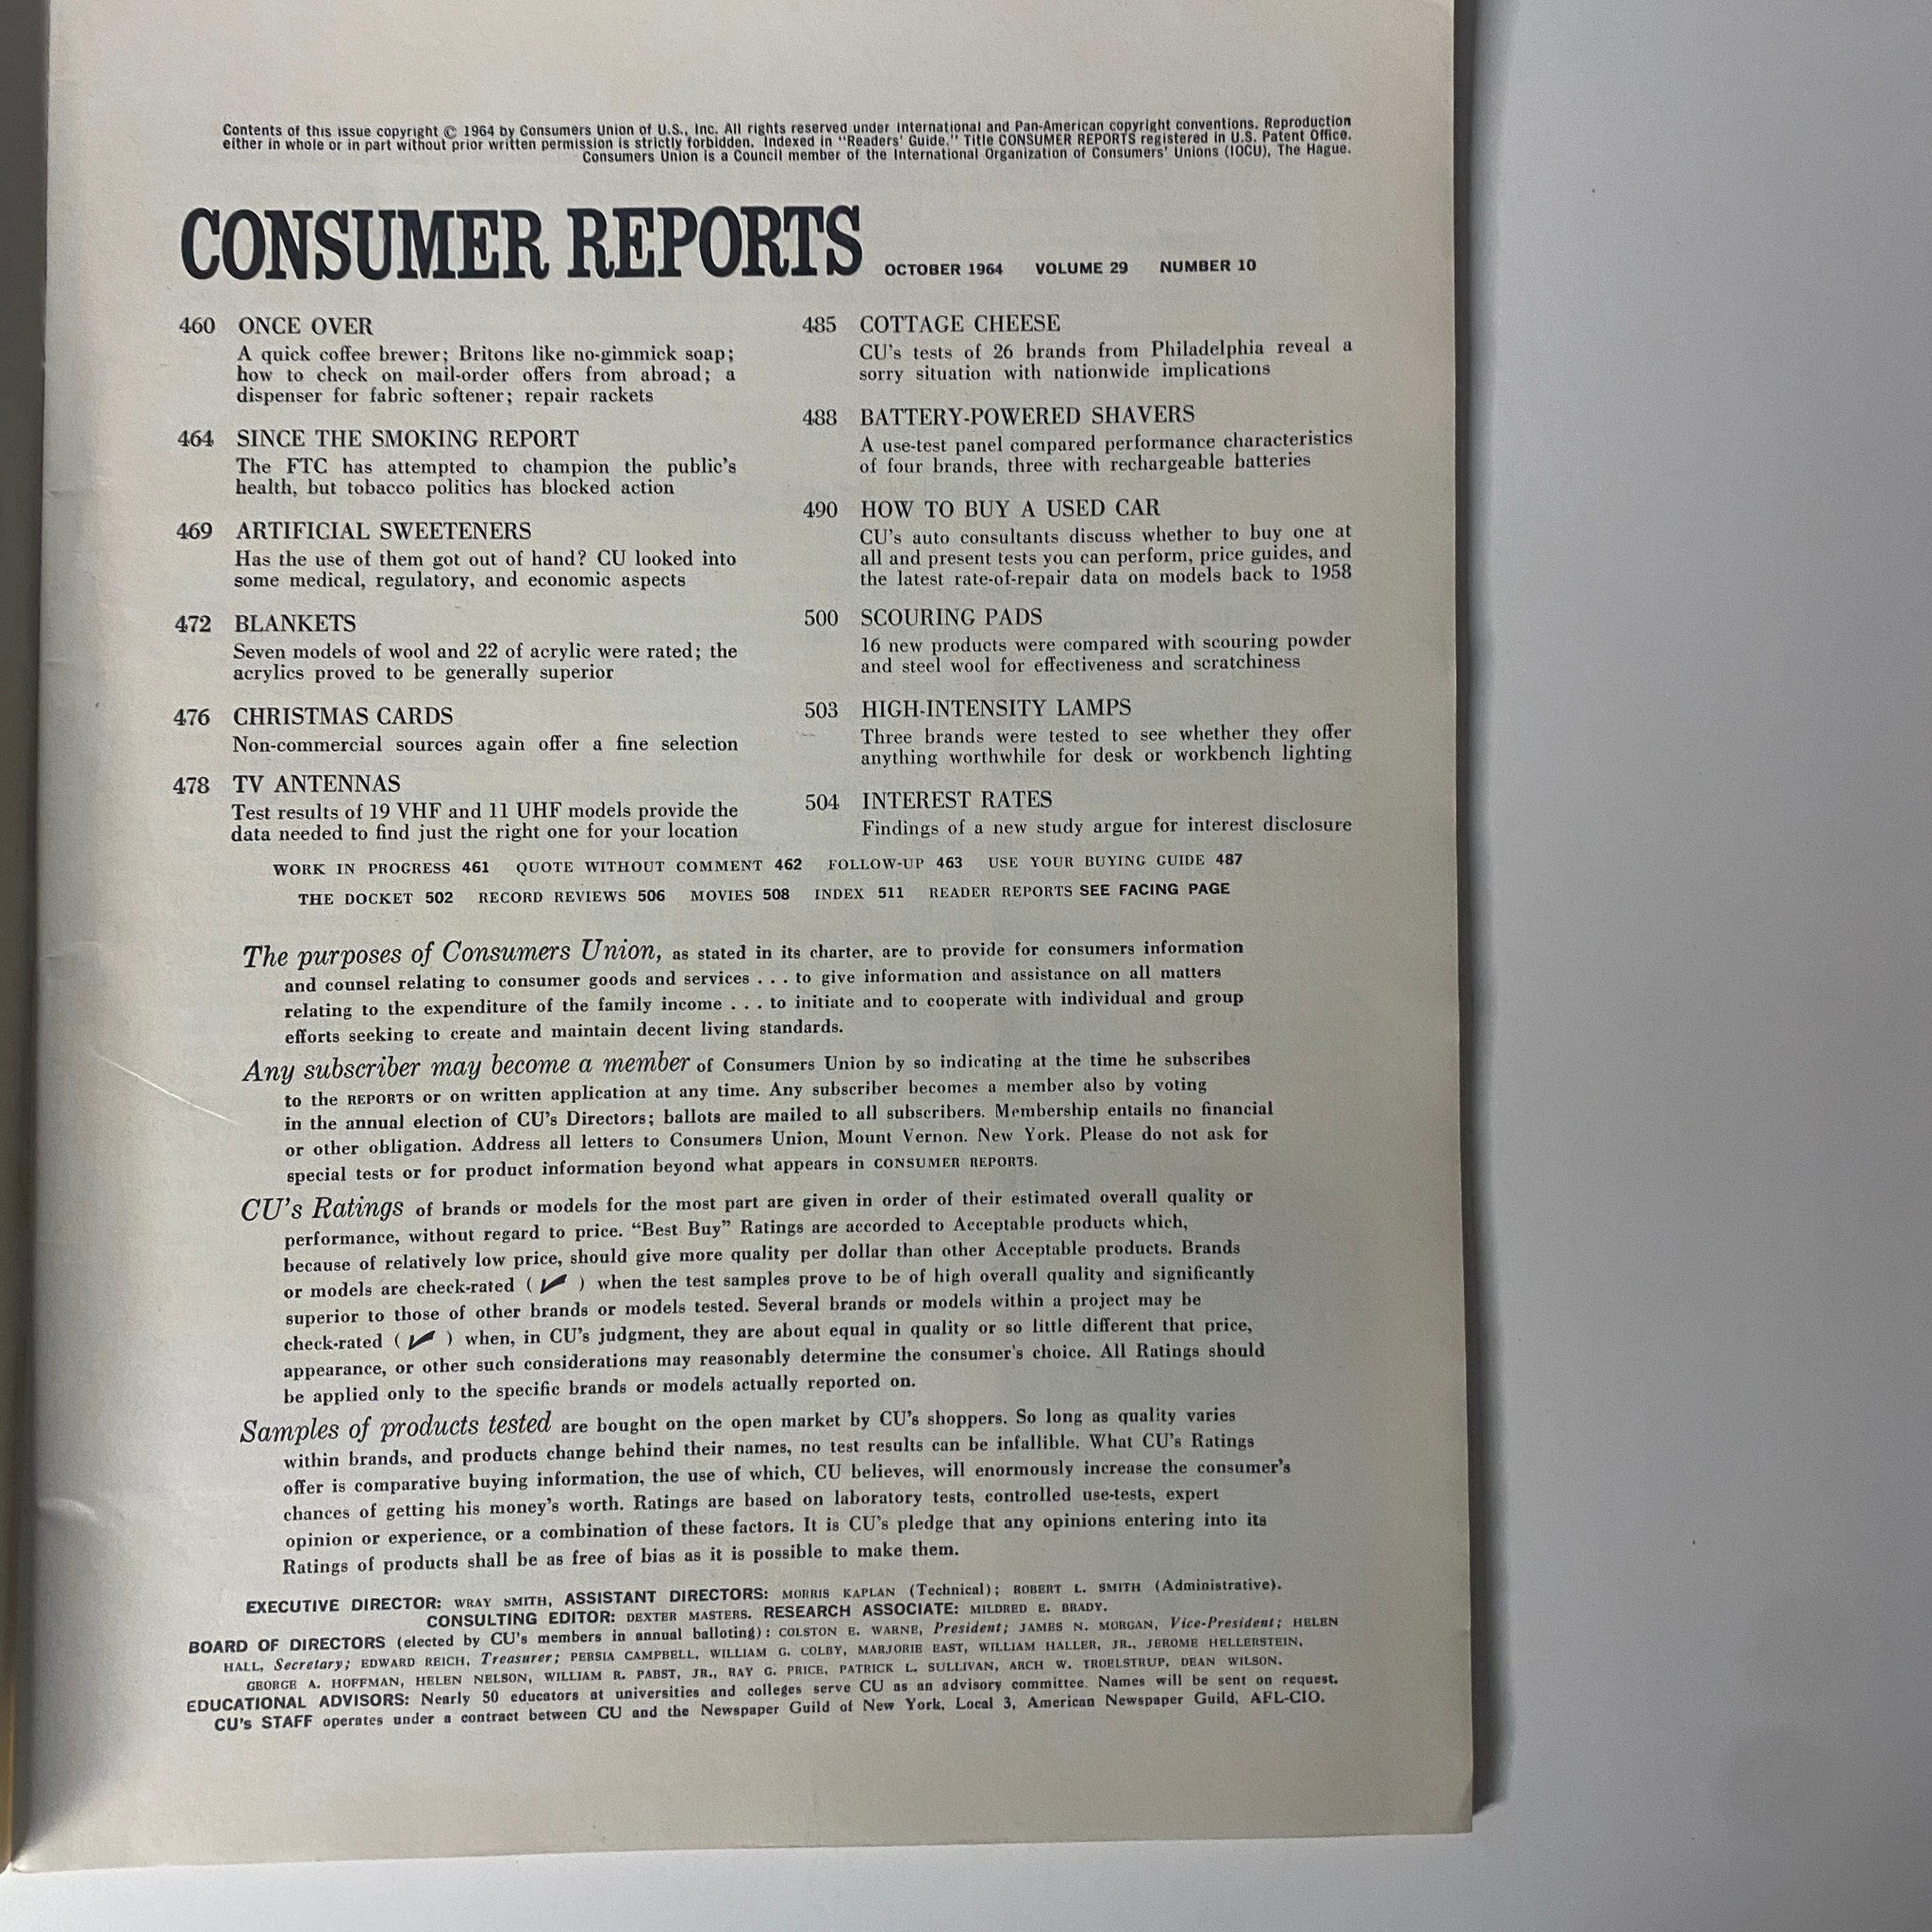 Contents of this issue copyright © 1964 by Consumers Union of U.S., Inc. All rights reserved under International and Pan-American copyright conventions. Reproduction
either in whole or in part without prior written permission is strictly forbidden. Indexed in "Readers' Guide." Title CONSUMER REPORTS registered in U.S. Patent Office.
Consumers Union is a Council member of the International Organization of Consumers' Unions (IOCU), The Hague.
CONSUMER REPORTS OCTOBER 1964 VOLUME 29 NUMBER 10
460 ONCE OVER
A quick coffee brewer; Britons like no-gimmick soap;
how to check on mail-order offers from abroad; a
dispenser for fabric softener; repair rackets
464 SINCE THE SMOKING REPORT
The FTC has attempted to champion the public's
health, but tobacco politics has blocked action
469 ARTIFICIAL SWEETENERS
Has the use of them got out of hand? CU looked into
some medical, regulatory, and economic aspects
472 BLANKETS
Seven models of wool and 22 of acrylic were rated; the
acrylics proved to be generally superior
476 CHRISTMAS CARDS
Non-commercial sources again offer a fine selection
478 TV ANTENNAS
Test results of 19 VHF and 11 UHF models provide the
data needed to find just the right one for your location
485 COTTAGE CHEESE
CU's tests of 26 brands from Philadelphia reveal a
sorry situation with nationwide implications
488 BATTERY-POWERED SHAVERS
A use-test panel compared performance characteristics
of four brands, three with rechargeable batteries
490 HOW TO BUY A USED CAR
CU's auto consultants discuss whether to buy one at
all and present tests you can perform, price guides, and
the latest rate-of-repair data on models back to 1958
500 SCOURING PADS
16 new products were compared with scouring powder
and steel wool for effectiveness and scratchiness
503 HIGH-INTENSITY LAMPS
Three brands were tested to see whether they offer
anything worthwhile for desk or workbench lighting
504 INTEREST RATES
Findings of a new study argue for interest disclosure
WORK IN PROGRESS 461 QUOTE WITHOUT COMMENT 462 FOLLOW-UP 463 USE YOUR BUYING GUIDE 487
THE DOCKET 502 RECORD REVIEWS 506 MOVIES 508 INDEX 511 READER REPORTS SEE FACING PAGE
The purposes of Consumers Union, as stated in its charter, are to provide for consumers information
and counsel relating to consumer goods and services . . . to give information and assistance on all matters
relating to the expenditure of the family income . . . to initiate and to cooperate with individual and group
efforts seeking to create and maintain decent living standards.
Any subscriber may become a member of Consumers Union by so indicating at the time he subscribes
to the REPORTS or on written application at any time. Any subscriber becomes a member also by voting
in the annual election of CU's Directors; ballots are mailed to all subscribers. Membership entails no financial
or other obligation. Address all letters to Consumers Union, Mount Vernon. New York. Please do not ask for
special tests or for product information beyond what appears in CONSUMER REPORTS.
CU's Ratings of brands or models for the most part are given in order of their estimated overall quality or
performance, without regard to price. "Best Buy" Ratings are accorded to Acceptable products which,
because of relatively low price, should give more quality per dollar than other Acceptable products. Brands
or models are check-rated ( ✓ ) when the test samples prove to be of high overall quality and significantly
superior to those of other brands or models tested. Several brands or models within a project may be
check-rated ( ✓ ) when, in CU's judgment, they are about equal in quality or so little different that price,
appearance, or other such considerations may reasonably determine the consumer's choice. All Ratings should
be applied only to the specific brands or models actually reported on.
Samples of products tested are bought on the open market by CU's shoppers. So long as quality varies
within brands, and products change behind their names, no test results can be infallible. What CU's Ratings
offer is comparative buying information, the use of which, CU believes, will enormously increase the consumer's
chances of getting his money's worth. Ratings are based on laboratory tests, controlled use-tests, expert
opinion or experience, or a combination of these factors. It is CU's pledge that any opinions entering into its
Ratings of products shall be as free of bias as it is possible to make them.
EXECUTIVE DIRECTOR: WRAY SMITH, ASSISTANT DIRECTORS: MORRIS KAPLAN (Technical); ROBERT L. SMITH (Administrative).
CONSULTING EDITOR: DEXTER MASTERS. RESEARCH ASSOCIATE: MILDRED E. BRADY.
BOARD OF DIRECTORS (elected by CU's members in annual balloting): COLSTON E. WARNE, President; JAMES N. MORGAN, Vice-President; HELEN
HALL, Secretary; EDWARD REICH, Treasurer; PERSIA CAMPBELL, WILLIAM G. COLBY, MARJORIE EAST, WILLIAM HALLER, JR., JEROME HELLERSTEIN,
GEORGE A. HOFFMAN, HELEN NELSON, WILLIAM R. PABST, JR., RAY G. PRICE, PATRICK L. SULLIVAN, ARCH W. TROELSTRUP, DEAN WILSON.
EDUCATIONAL ADVISORS: Nearly 50 educators at universities and colleges serve CU as an advisory committee. Names will be sent on request.
CU's STAFF operates under a contract between CU and the Newspaper Guild of New York, Local 3, American Newspaper Guild, AFL-CIO.